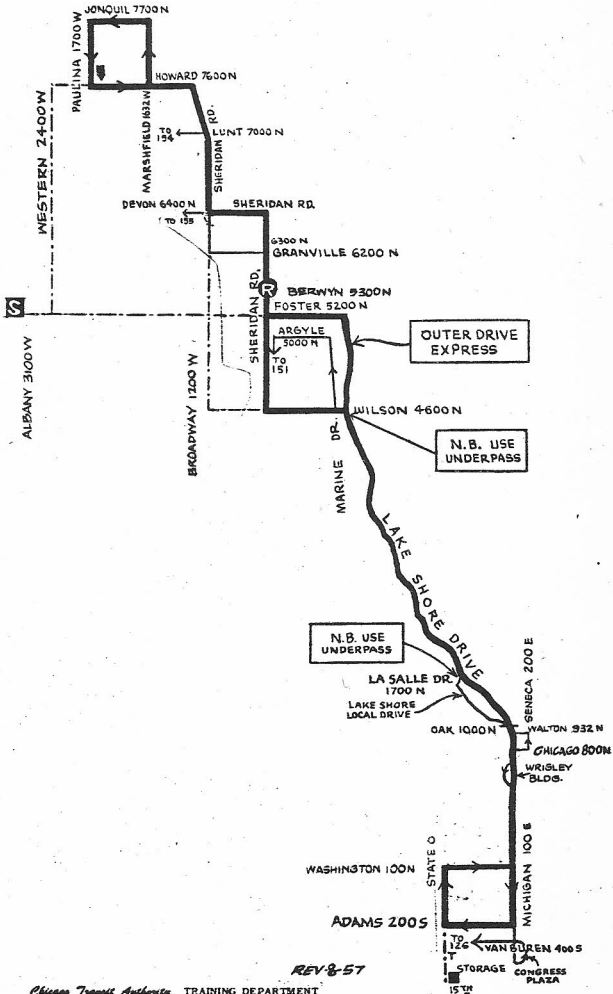 JONQUIL 7700 N
PAULINA 1700 W
HOWARD 7600 N
MARSHFIELD 1632 W
WESTERN 2400 W
TO
154
LUNT 7000 N
SHERIDAN RD.
DEVON 6400 N
TO 155
SHERIDAN RD.
6300 N
GRANVILLE 6200 N
SHERIDAN RD.
R
BERWYN 5300 N
FOSTER 5200 N
S
ALBANY 3100 W
BROADWAY 1200 W
ARGYLE
5000 N
TO
151
OUTER DRIVE
EXPRESS
WILSON 4600 N
MARINE DR.
N.B. USE
UNDERPASS
LAKE SHORE DRIVE
N.B. USE
UNDERPASS
LA SALLE DR.
1700 N
LAKE SHORE
LOCAL DRIVE
SENECA 200 E
OAK 1000 N
WALTON 932 N
CHICAGO 800 N
WRIGLEY
BLDG.
STATE 0
MICHIGAN 100 E
WASHINGTON 100 N
ADAMS 200 S
TO
126
VAN BUREN 400 S
T
STORAGE
CONGRESS
PLAZA
15TH
REV-8-57
Chicago Transit Authority TRAINING DEPARTMENT